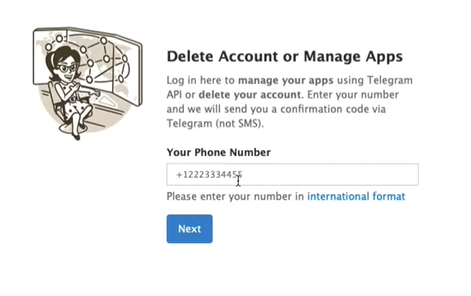 Delete Account or Manage Apps
Log in here to manage your apps using Telegram
API or delete your account. Enter your number
and we will send you a confirmation code via
Telegram (not SMS).
Your Phone Number
+12223334455
Please enter your number in international format
Next